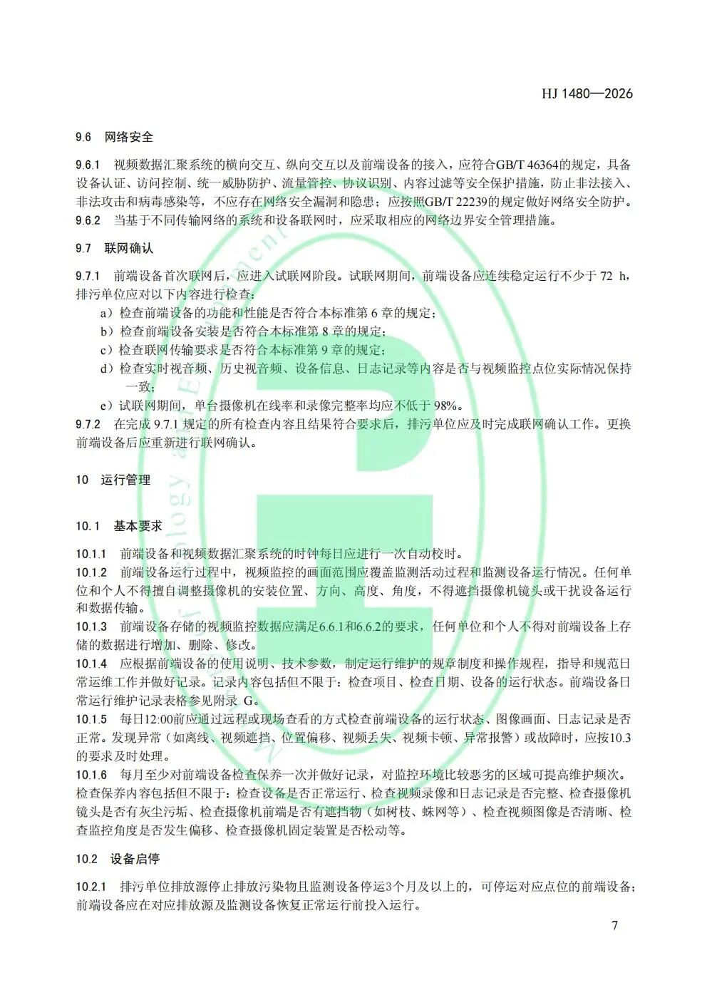 HJ 1480—2026
9.6 网络安全
9.6.1 视频数据汇聚系统的横向交互、纵向交互以及前端设备的接入，应符合GB/T 46364的规定，具备
设备认证、访问控制、统一威胁防护、流量管控、协议识别、内容过滤等安全保护措施，防止非法接入、
非法攻击和病毒感染等，不应存在网络安全漏洞和隐患；应按照GB/T 22239的规定做好网络安全防护。
9.6.2 当基于不同传输网络的系统和设备联网时，应采取相应的网络边界安全管理措施。
9.7 联网确认
9.7.1 前端设备首次联网后，应进入试联网阶段。试联网期间，前端设备应连续稳定运行不少于 72 h，
排污单位应对以下内容进行检查：
a）检查前端设备的功能和性能是否符合本标准第 6 章的规定；
b）检查前端设备安装是否符合本标准第 8 章的规定；
c）检查联网传输要求是否符合本标准第 9 章的规定；
d）检查实时视音频、历史视音频、设备信息、日志记录等内容是否与视频监控点位实际情况保持
一致；
e）试联网期间，单台摄像机在线率和录像完整率均应不低于 98%。
9.7.2 在完成 9.7.1 规定的所有检查内容且结果符合要求后，排污单位应及时完成联网确认工作。更换
前端设备后应重新进行联网确认。
10 运行管理
10.1 基本要求
10.1.1 前端设备和视频数据汇聚系统的时钟每日应进行一次自动校时。
10.1.2 前端设备运行过程中，视频监控的画面范围应覆盖监测活动过程和监测设备运行情况。任何单
位和个人不得擅自调整摄像机的安装位置、方向、高度、角度，不得遮挡摄像机镜头或干扰设备运行
和数据传输。
10.1.3 前端设备存储的视频监控数据应满足6.6.1和6.6.2的要求，任何单位和个人不得对前端设备上存
储的数据进行增加、删除、修改。
10.1.4 应根据前端设备的使用说明、技术参数，制定运行维护的规章制度和操作规程，指导和规范日
常运维工作并做好记录。记录内容包括但不限于：检查项目、检查日期、设备的运行状态。前端设备日
常运行维护记录表格参见附录 G。
10.1.5 每日12:00前应通过远程或现场查看的方式检查前端设备的运行状态、图像画面、日志记录是否
正常。发现异常（如离线、视频遮挡、位置偏移、视频丢失、视频卡顿、异常报警）或故障时，应按10.3
的要求及时处理。
10.1.6 每月至少对前端设备检查保养一次并做好记录，对监控环境比较恶劣的区域可提高维护频次。
检查保养内容包括但不限于：检查设备是否正常运行、检查视频录像和日志记录是否完整、检查摄像机
镜头是否有灰尘污垢、检查摄像机前端是否有遮挡物（如树枝、蛛网等）、检查视频图像是否清晰、检
查监控角度是否发生偏移、检查摄像机固定装置是否松动等。
10.2 设备启停
10.2.1 排污单位排放源停止排放污染物且监测设备停运3个月及以上的，可停运对应点位的前端设备；
前端设备应在对应排放源及监测设备恢复正常运行前投入运行。
7
Ministry of Ecology and Environment